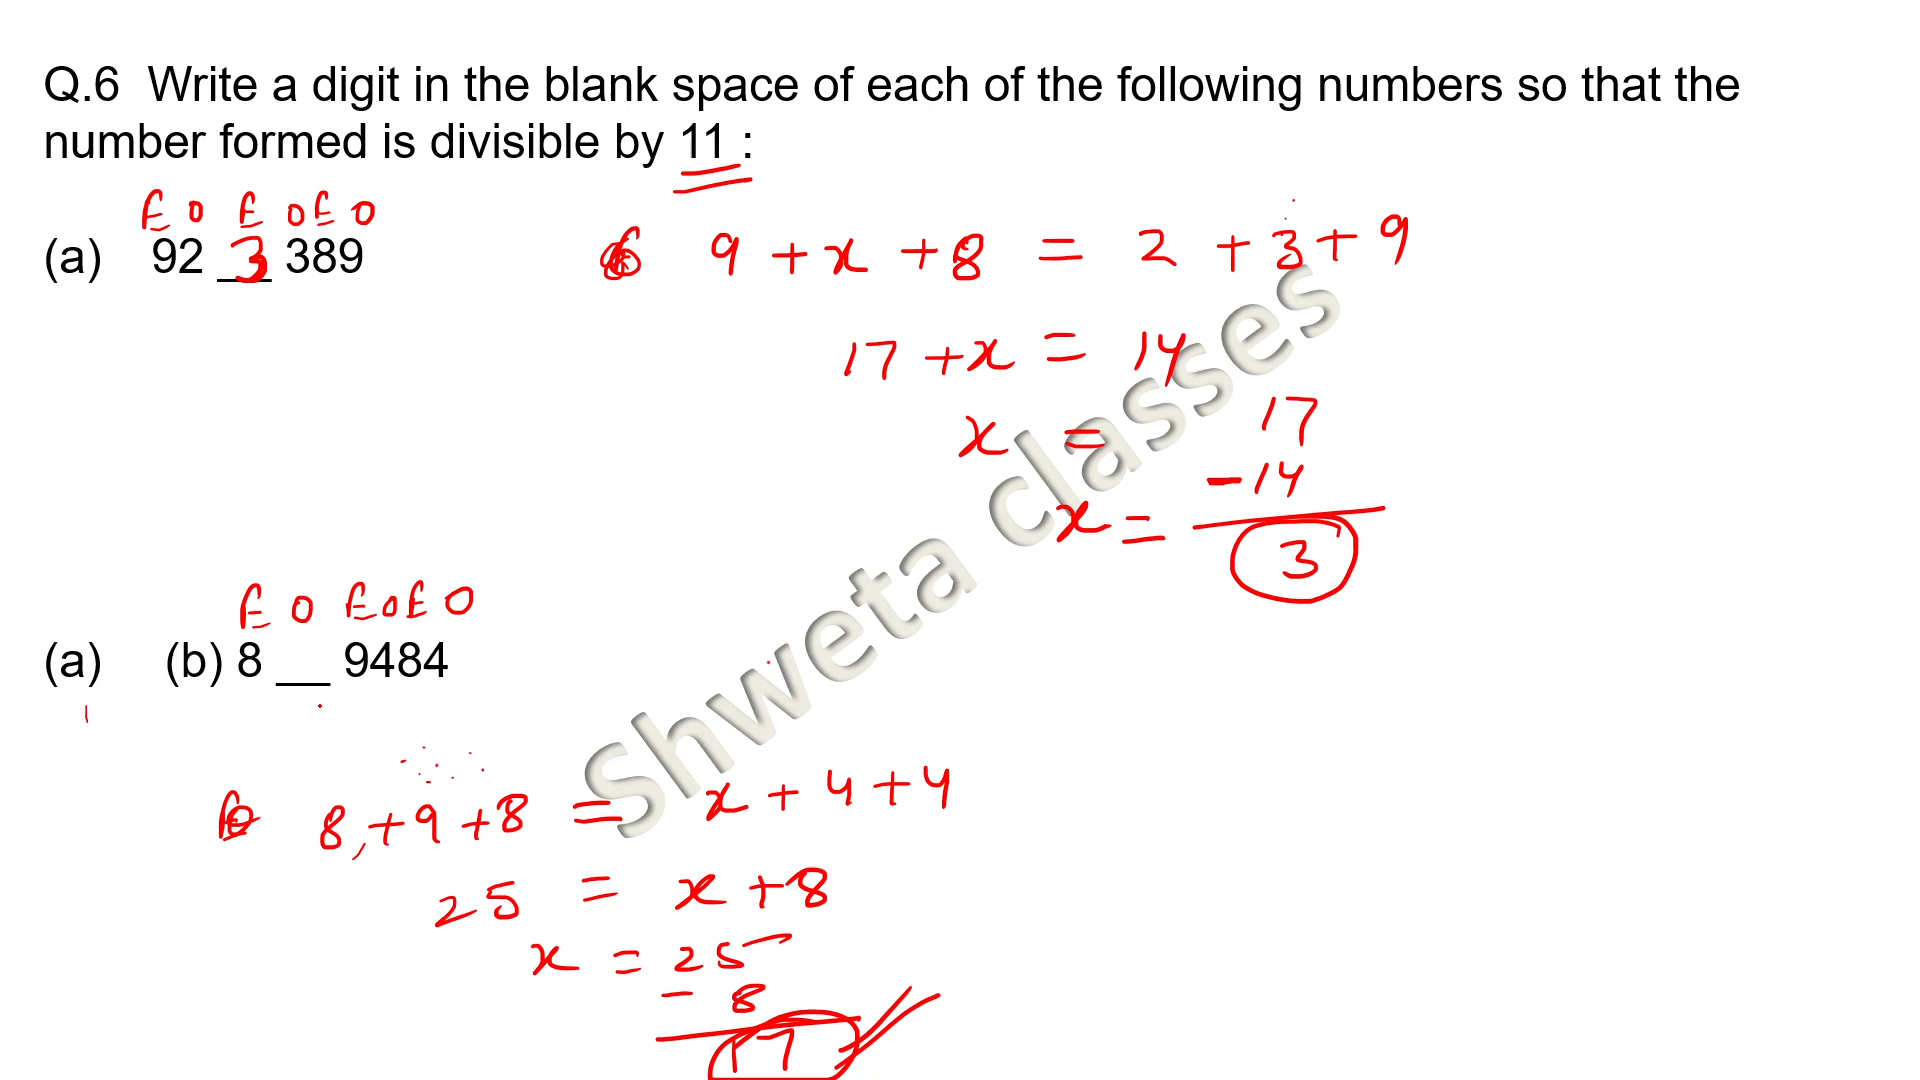 Q.6 Write a digit in the blank space of each of the following numbers so that the
number formed is divisible by 11 :
E O E O E O
(a) 92 __ 389
3
9 + x + 8 = 2 + 3 + 9
17 + x = 14
x = 17
- 14
x = 3
E O E O E O
(a) (b) 8 __ 9484
8 + 9 + 8 = x + 4 + 4
25 = x + 8
x = 25
- 8
17
Shweta classes